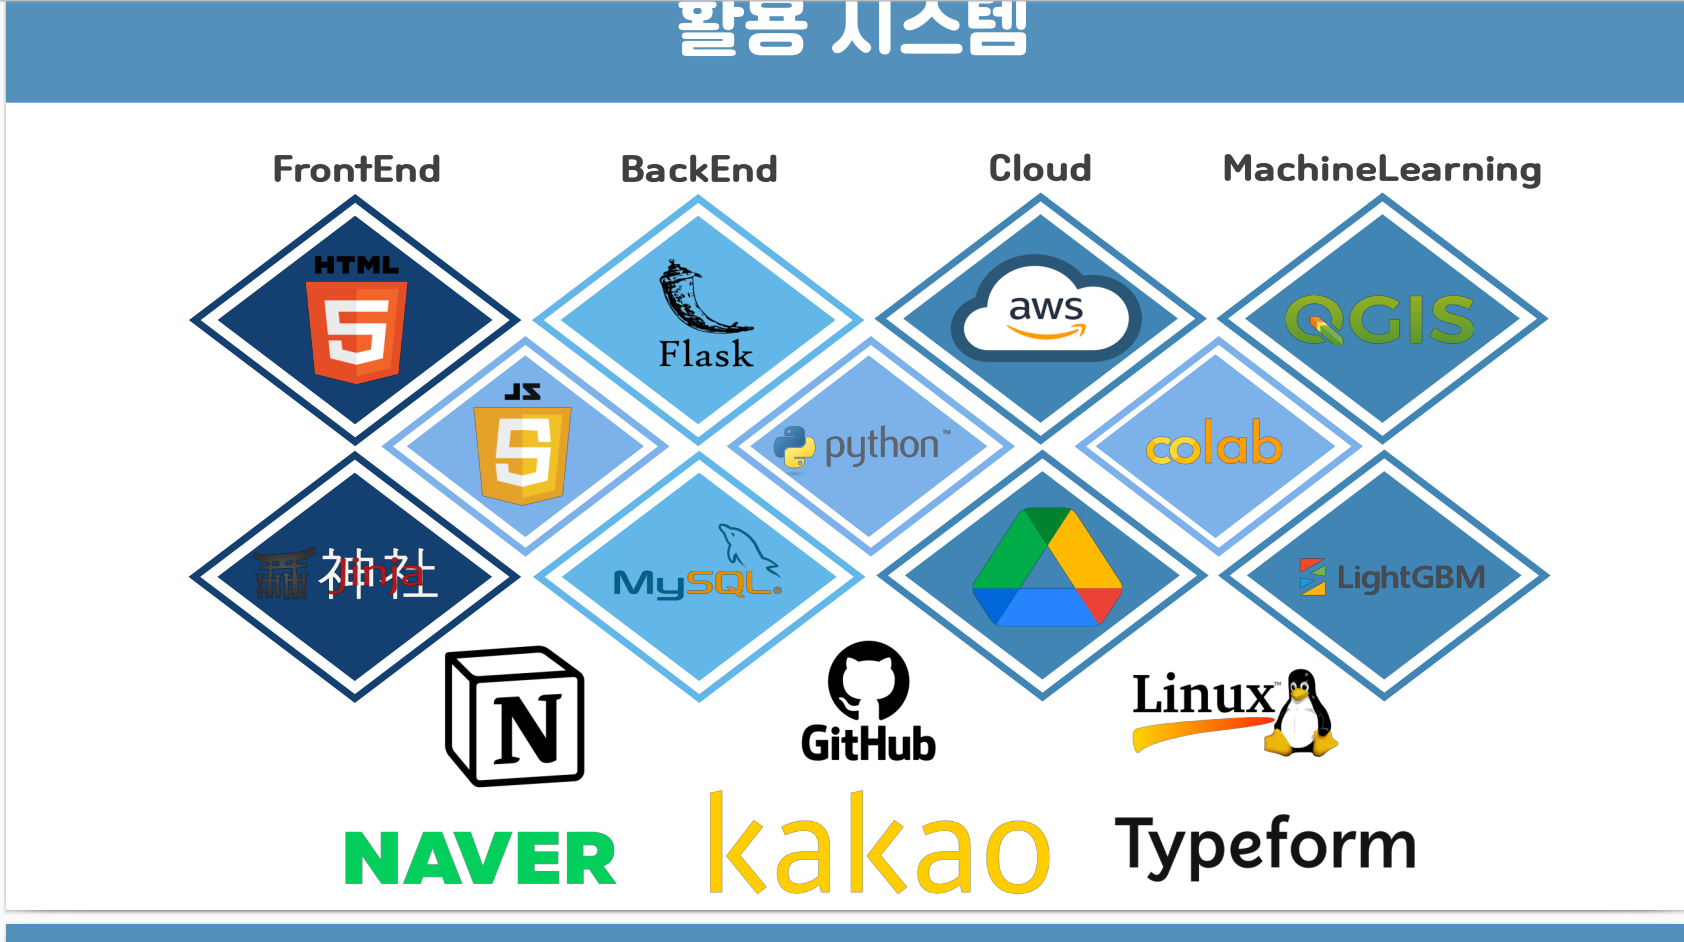 활용 시스템
FrontEnd
BackEnd
Cloud
MachineLearning
HTML
5
Flask
aws
QGIS
JS
5
python™
colab
神社
Jinja
MySQL®
LightGBM
N
GitHub
Linux™
NAVER
kakao
Typeform